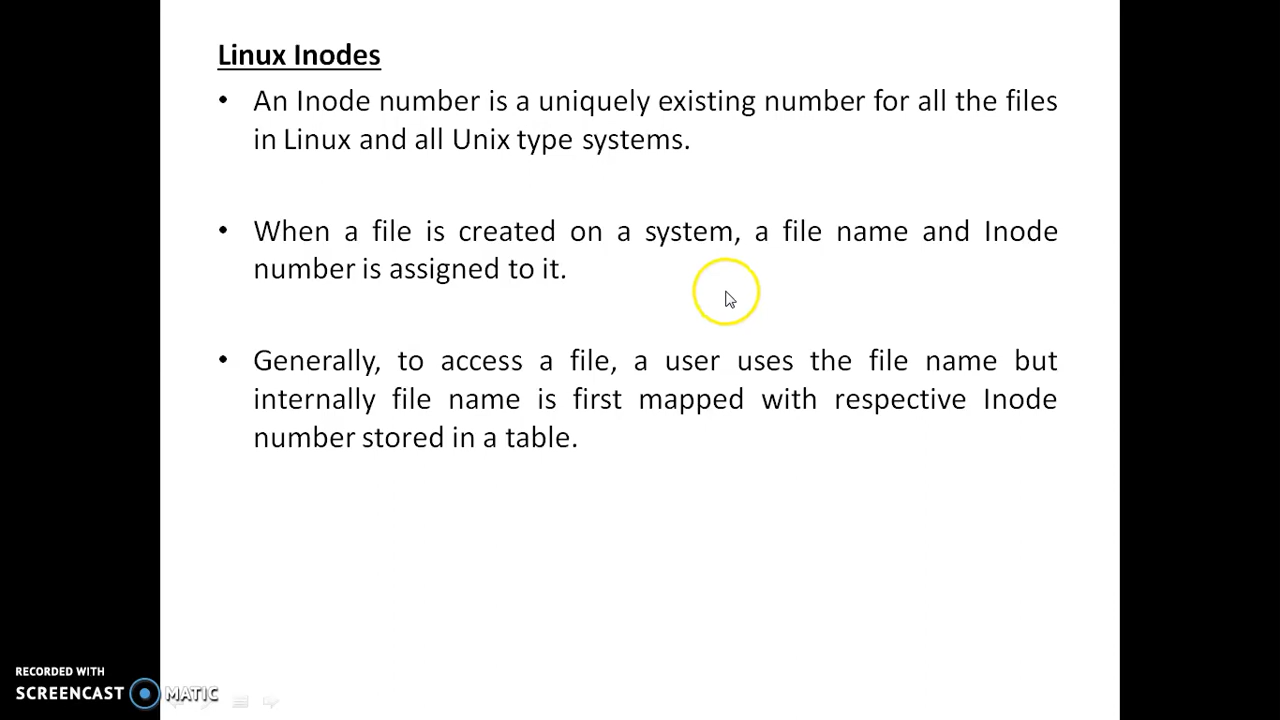 Linux Inodes
• An Inode number is a uniquely existing number for all the files
in Linux and all Unix type systems.
• When a file is created on a system, a file name and Inode
number is assigned to it.
• Generally, to access a file, a user uses the file name but
internally file name is first mapped with respective Inode
number stored in a table.
RECORDED WITH
SCREENCAST MATIC